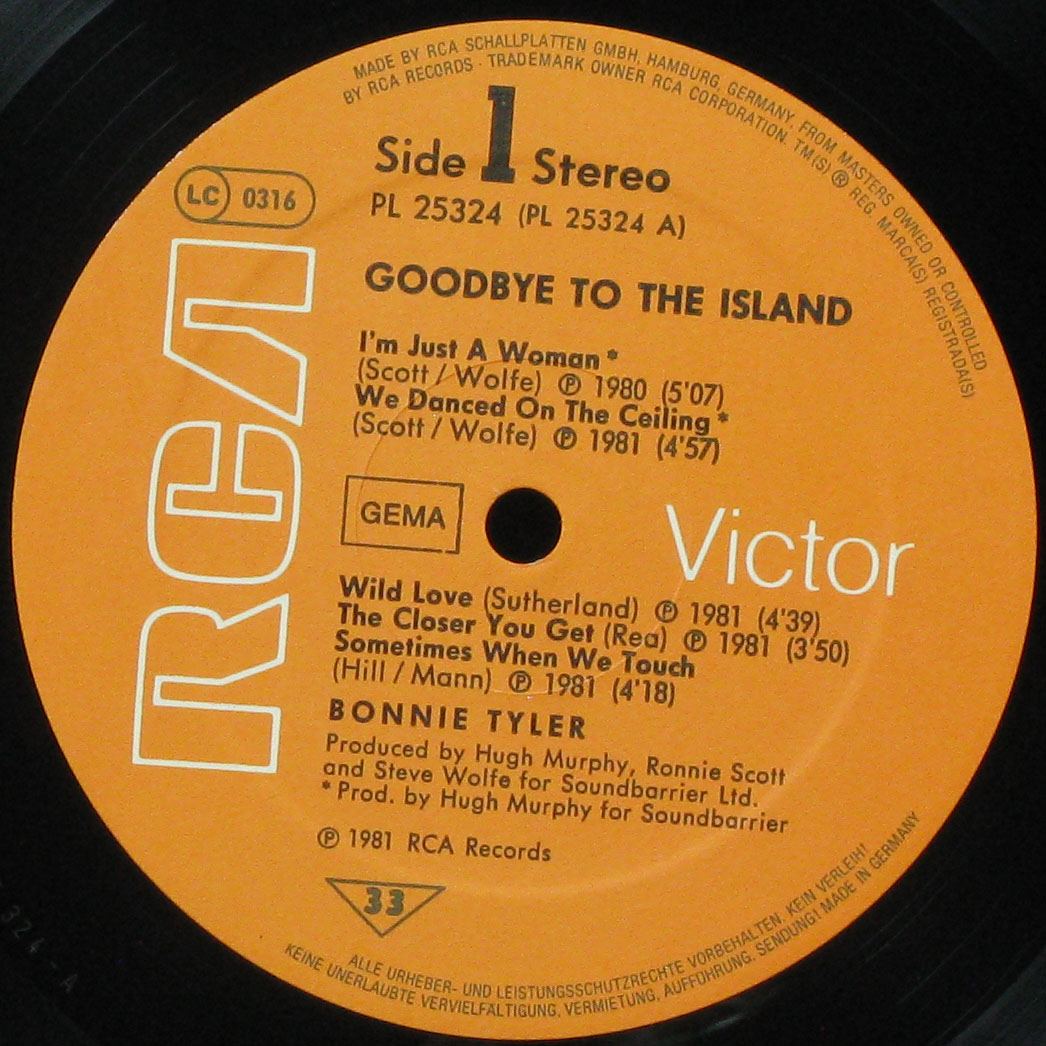 MADE BY RCA SCHALLPLATTEN GMBH, HAMBURG, GERMANY, FROM MASTERS OWNED OR CONTROLLED
BY RCA RECORDS · TRADEMARK OWNER RCA CORPORATION. TM(S) ® REG. MARCA(S) REGISTRADA(S)
Side 1 Stereo
LC 0316
PL 25324 (PL 25324 A)
RCA
GOODBYE TO THE ISLAND
I'm Just A Woman*
(Scott / Wolfe) ℗ 1980 (5'07)
We Danced On The Ceiling*
(Scott / Wolfe) ℗ 1981 (4'57)
GEMA
Victor
Wild Love (Sutherland) ℗ 1981 (4'39)
The Closer You Get (Rea) ℗ 1981 (3'50)
Sometimes When We Touch
(Hill / Mann) ℗ 1981 (4'18)
BONNIE TYLER
Produced by Hugh Murphy, Ronnie Scott
and Steve Wolfe for Soundbarrier Ltd.
*Prod. by Hugh Murphy for Soundbarrier
℗ 1981 RCA Records
33
ALLE URHEBER- UND LEISTUNGSSCHUTZRECHTE VORBEHALTEN. KEIN VERLEIH!
KEINE UNERLAUBTE VERVIELFÄLTIGUNG, VERMIETUNG, AUFFÜHRUNG, SENDUNG! MADE IN GERMANY